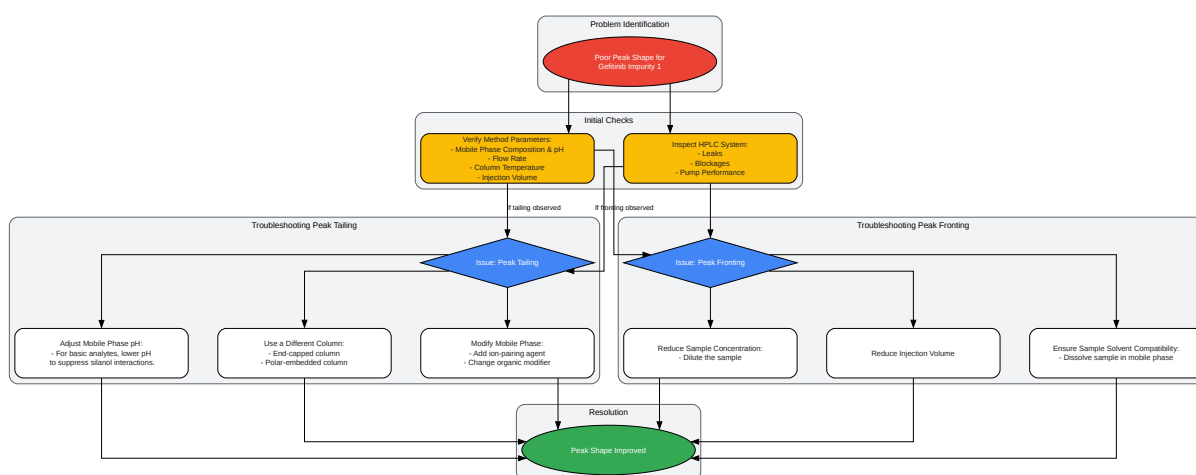 Problem Identification
Poor Peak Shape for
Gefitinib Impurity 1
Initial Checks
Verify Method Parameters:
- Mobile Phase Composition & pH
- Flow Rate
- Column Temperature
- Injection Volume
Inspect HPLC System:
- Leaks
- Blockages
- Pump Performance
If tailing observed
If fronting observed
Troubleshooting Peak Tailing
Issue: Peak Tailing
Adjust Mobile Phase pH:
- For basic analytes, lower pH
to suppress silanol interactions.
Use a Different Column:
- End-capped column
- Polar-embedded column
Modify Mobile Phase:
- Add ion-pairing agent
- Change organic modifier
Troubleshooting Peak Fronting
Issue: Peak Fronting
Reduce Sample Concentration:
- Dilute the sample
Reduce Injection Volume
Ensure Sample Solvent Compatibility:
- Dissolve sample in mobile phase
Resolution
Peak Shape Improved